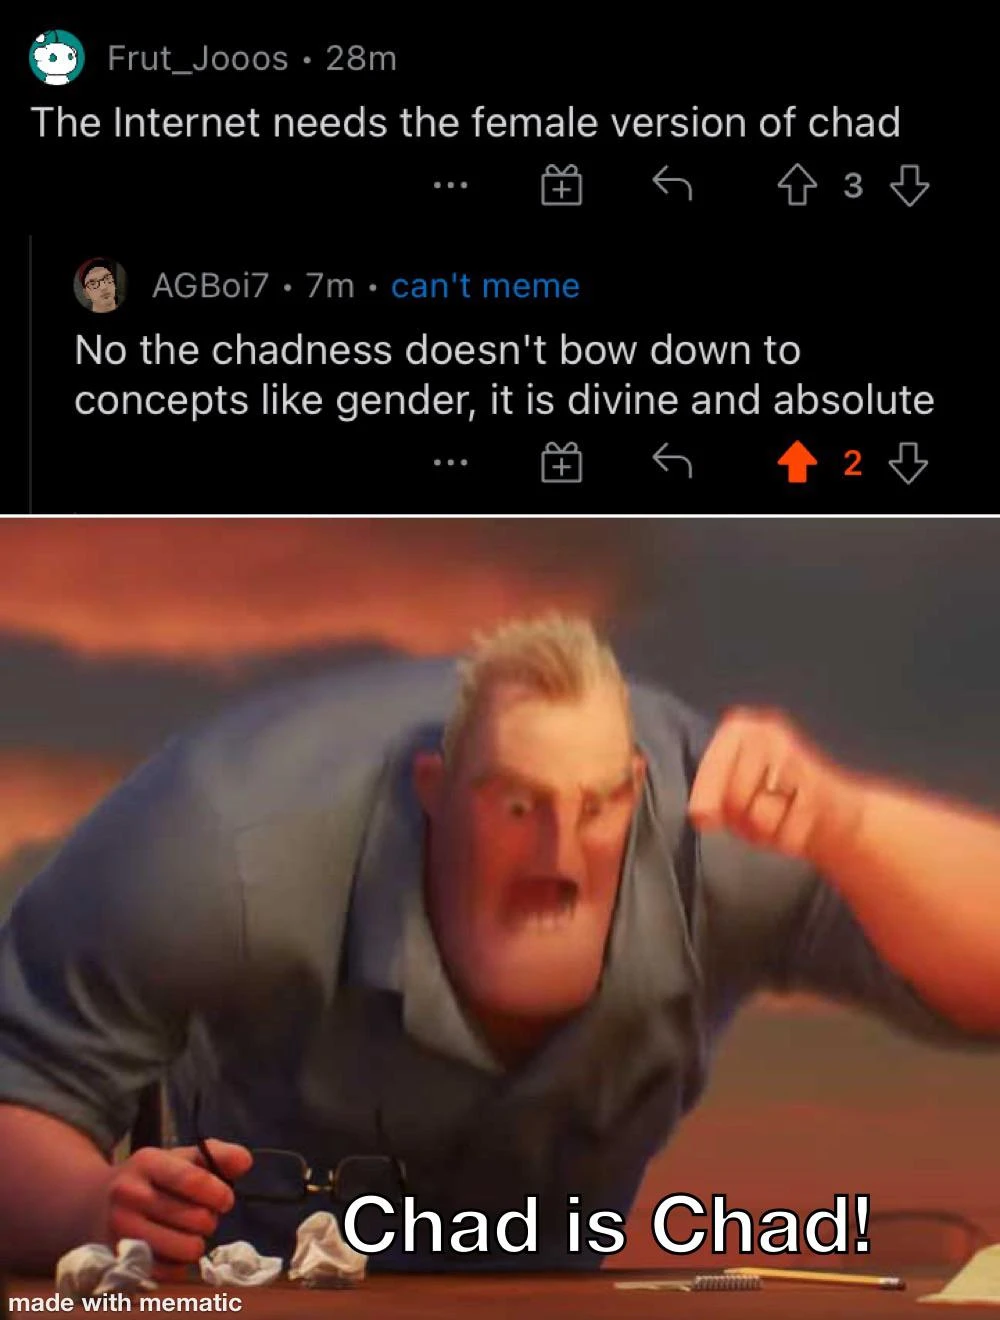 Frut_Jooos • 28m
The Internet needs the female version of chad
3
AGBoi7 • 7m • can't meme
No the chadness doesn't bow down to
concepts like gender, it is divine and absolute
2
Chad is Chad!
made with mematic